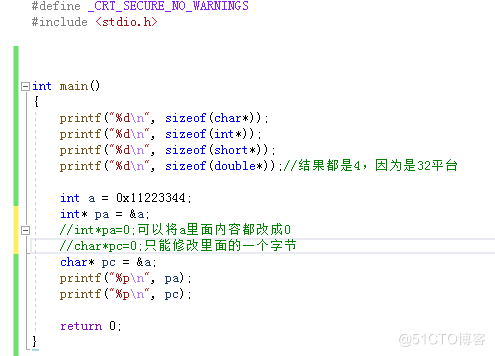 #define _CRT_SECURE_NO_WARNINGS
#include <stdio.h>
int main()
{
printf("%d\n", sizeof(char*));
printf("%d\n", sizeof(int*));
printf("%d\n", sizeof(short*));
printf("%d\n", sizeof(double*));//结果都是4，因为是32平台
int a = 0x11223344;
int* pa = &a;
//int*pa=0;可以将a里面内容都改成0
//char*pc=0;只能修改里面的一个字节
char* pc = &a;
printf("%p\n", pa);
printf("%p\n", pc);
return 0;
}
@51CTO博客